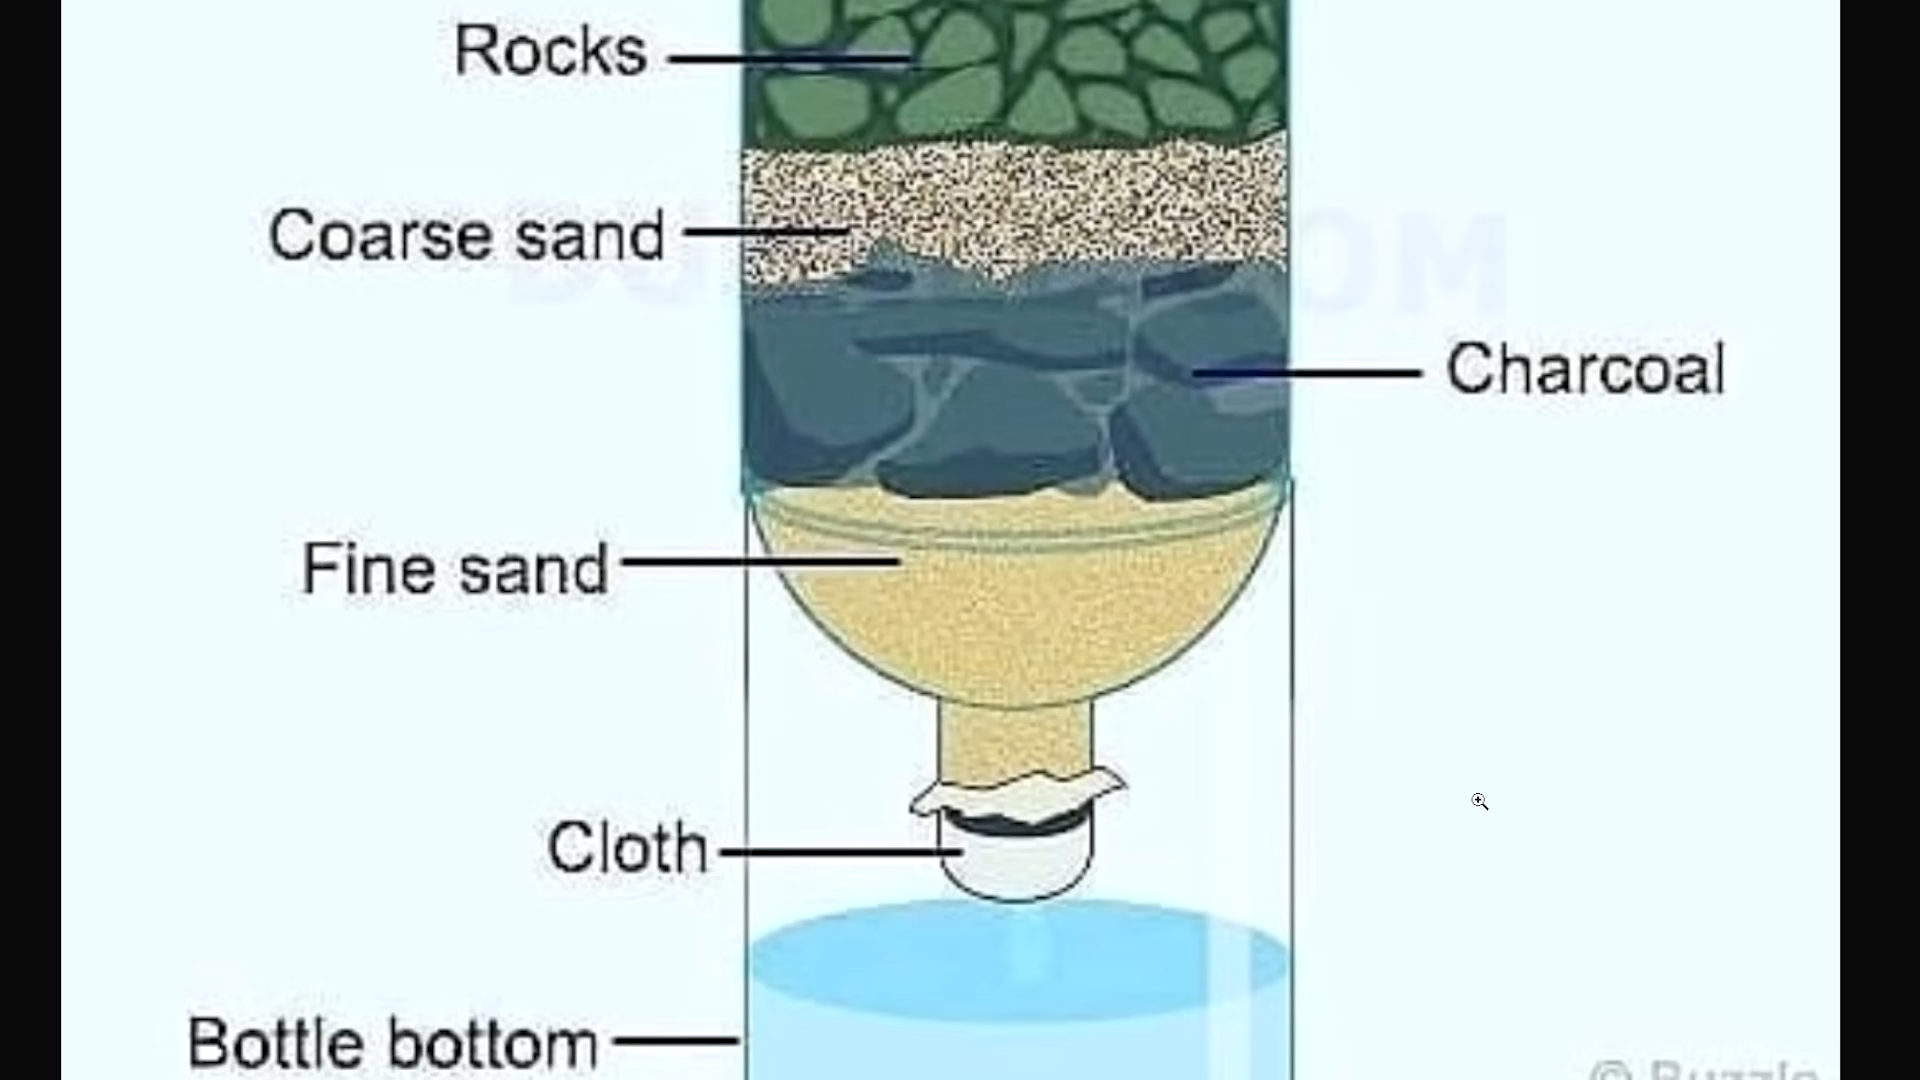 Rocks
Coarse sand
Charcoal
Fine sand
Cloth
Bottle bottom